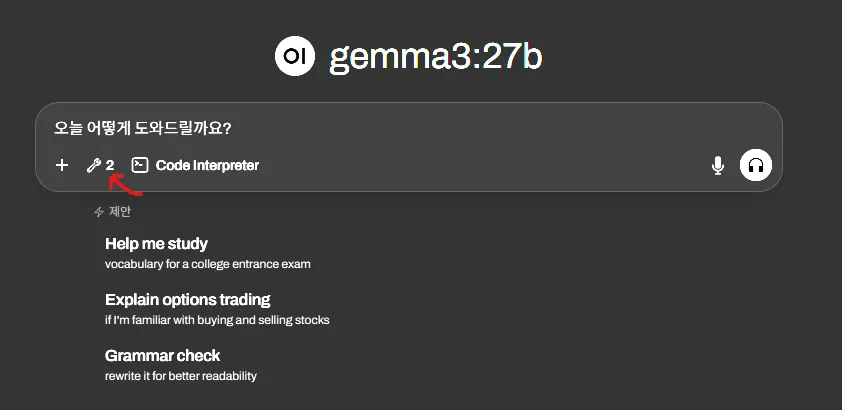 OI gemma3:27b
오늘 어떻게 도와드릴까요?
2 Code Interpreter
제안
Help me study
vocabulary for a college entrance exam
Explain options trading
if I'm familiar with buying and selling stocks
Grammar check
rewrite it for better readability